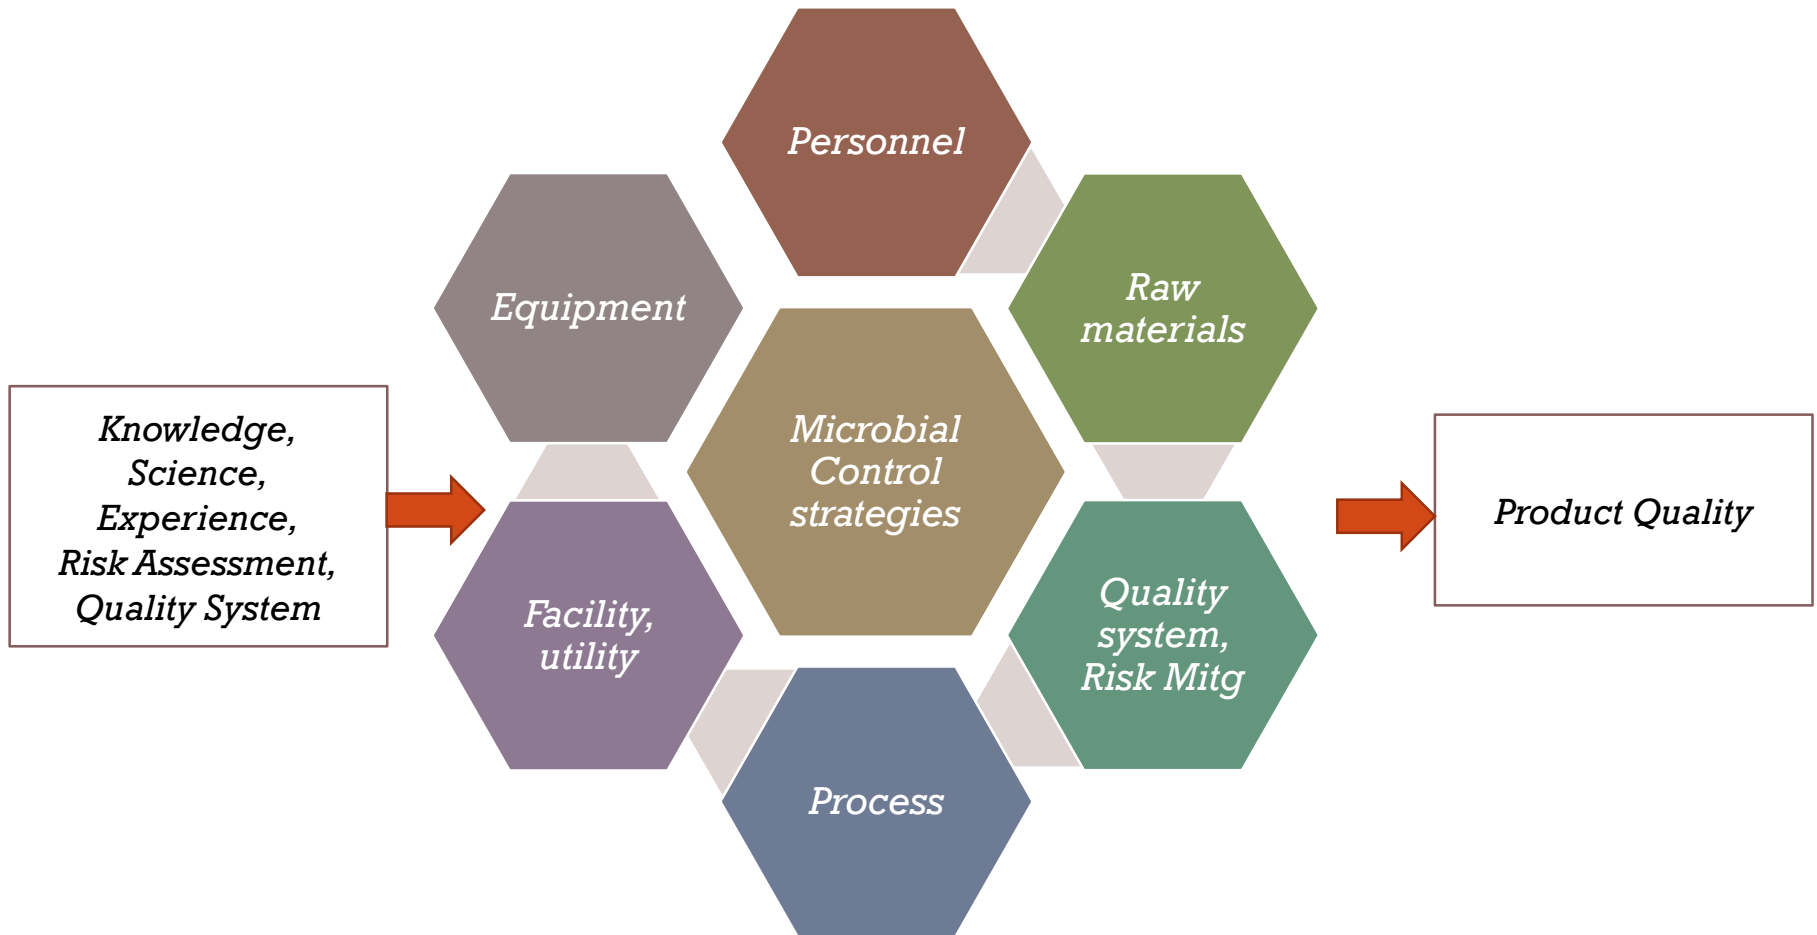 Personnel
Equipment
Raw
materials
Knowledge,
Science,
Experience,
Risk Assessment,
Quality System
Microbial
Control
strategies
Product Quality
Facility,
utility
Quality
system,
Risk Mitg
Process